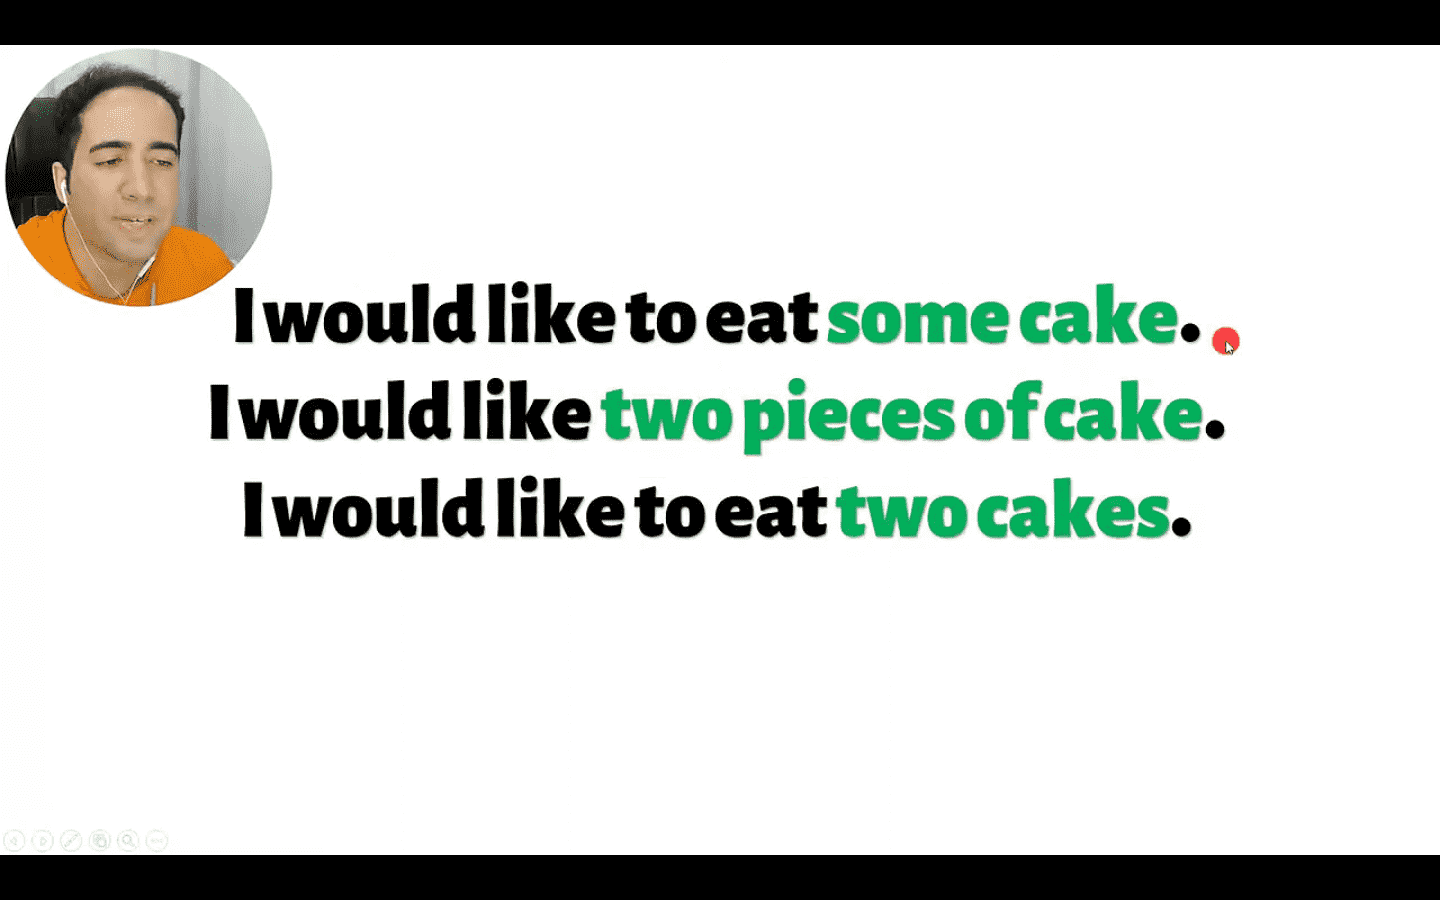 I would like to eat some cake.
I would like two pieces of cake.
I would like to eat two cakes.